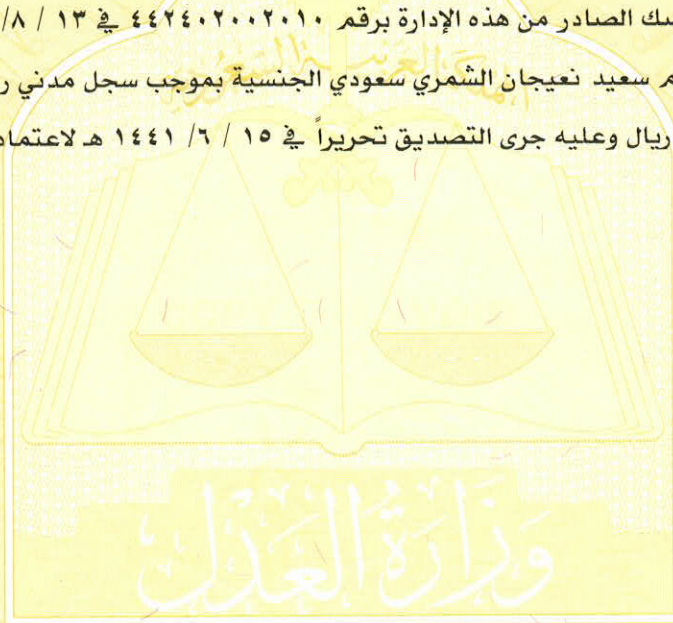 سك الصادر من هذه الإدارة برقم ٤٤٢٤٠٢٠٠٢٠١٠ في ١٣ / ٨/
م سعيد نعيجان الشمري سعودي الجنسية بموجب سجل مدني ر
ريال وعليه جرى التصديق تحريراً في ١٥ / ٦/ ١٤٤١ هـ لاعتماد
وزارة العدل